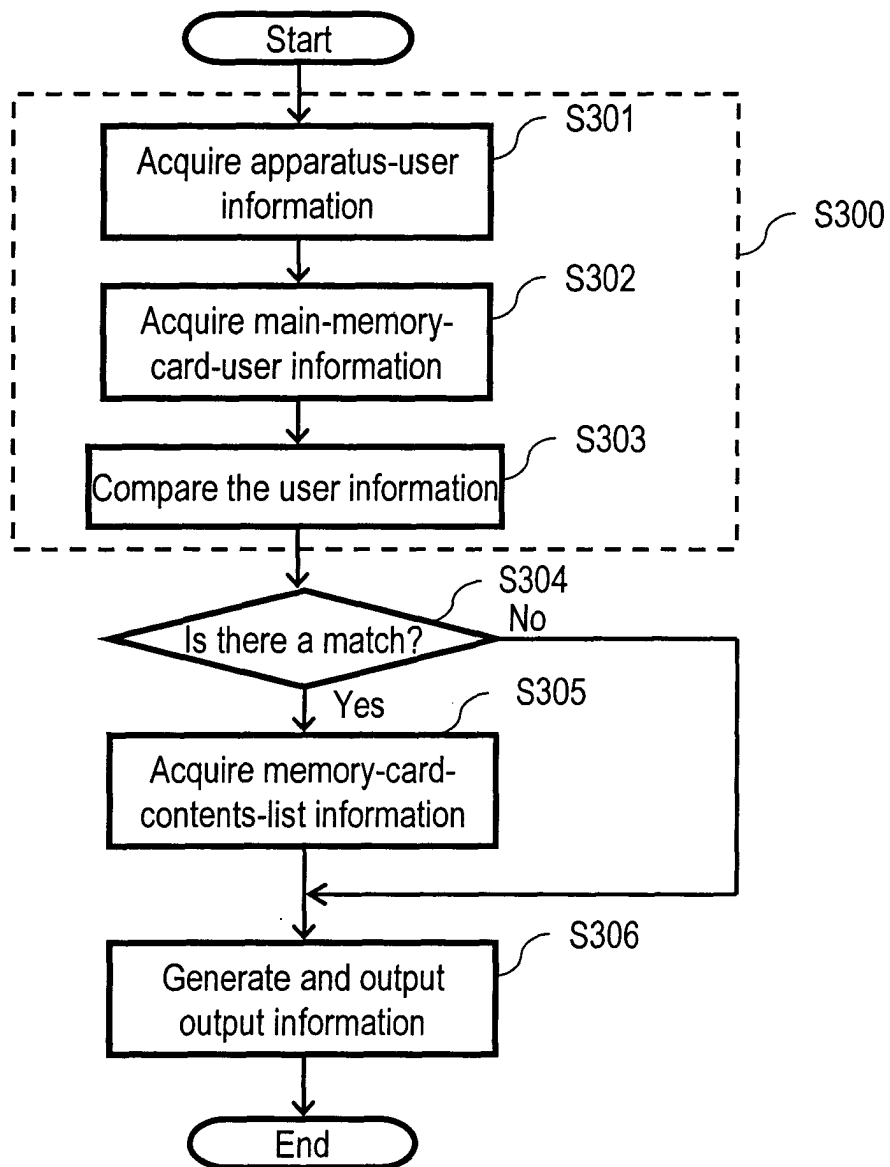 Start
S301
Acquire apparatus-user
information
S300
S302
Acquire main-memory-
card-user information
S303
Compare the user information
S304
Is there a match?
No
Yes
S305
Acquire memory-card-
contents-list information
S306
Generate and output
output information
End